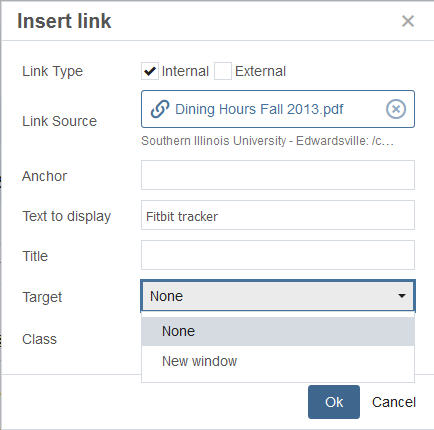 Insert link
Link Type
Internal
External
Link Source
Dining Hours Fall 2013.pdf
Southern Illinois University - Edwardsville: /c...
Anchor
Text to display
Fitbit tracker
Title
Target
None
Class
None
New window
Ok
Cancel